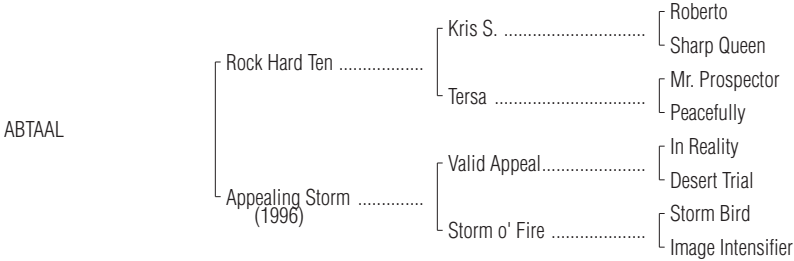 Roberto
Kris S. ..............................
Sharp Queen
Rock Hard Ten ..................
Mr. Prospector
Tersa ................................
Peacefully
ABTAAL
In Reality
Valid Appeal......................
Desert Trial
Appealing Storm ..............
(1996)
Storm Bird
Storm o' Fire ....................
Image Intensifier